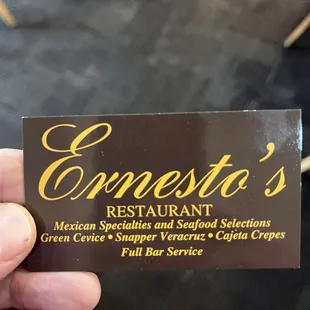 Ernesto's
RESTAURANT
Mexican Specialties and Seafood Selections
Green Cevice • Snapper Veracruz • Cajeta Crepes
Full Bar Service